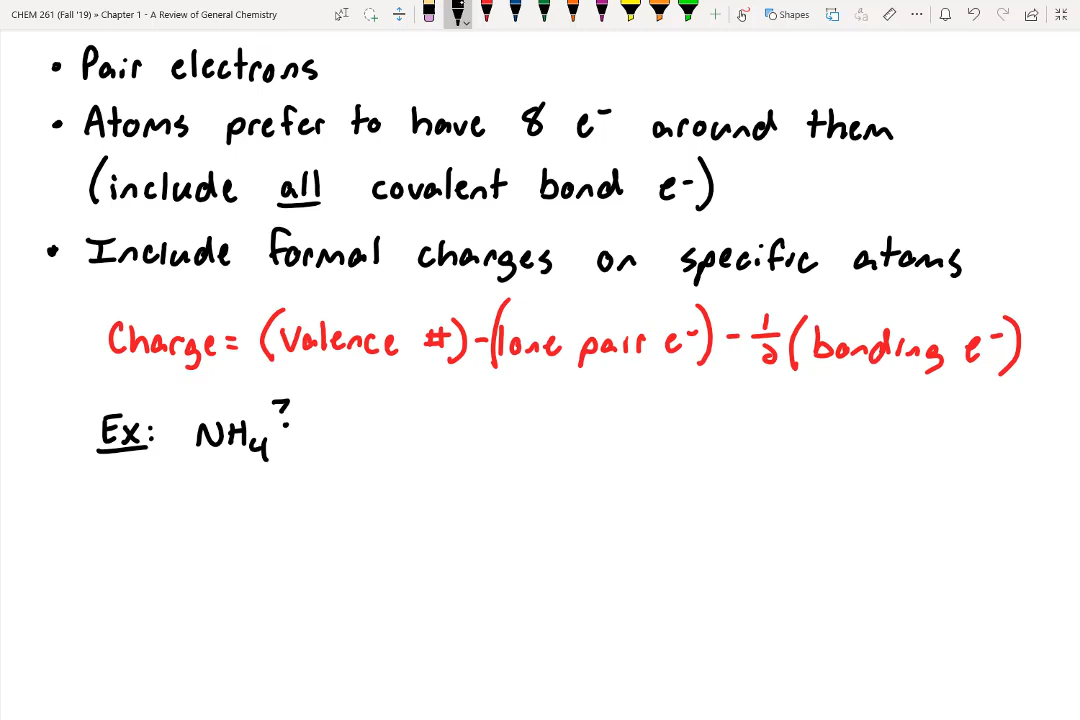 CHEM 261 (Fall '19) » Chapter 1 - A Review of General Chemistry
Shapes
• Pair electrons
• Atoms prefer to have 8 e⁻ around them
(include all covalent bond e-)
• Include formal charges on specific atoms
Charge = (Valence #) - (lone pair e⁻) - ½ (bonding e⁻)
Ex: NH₄?